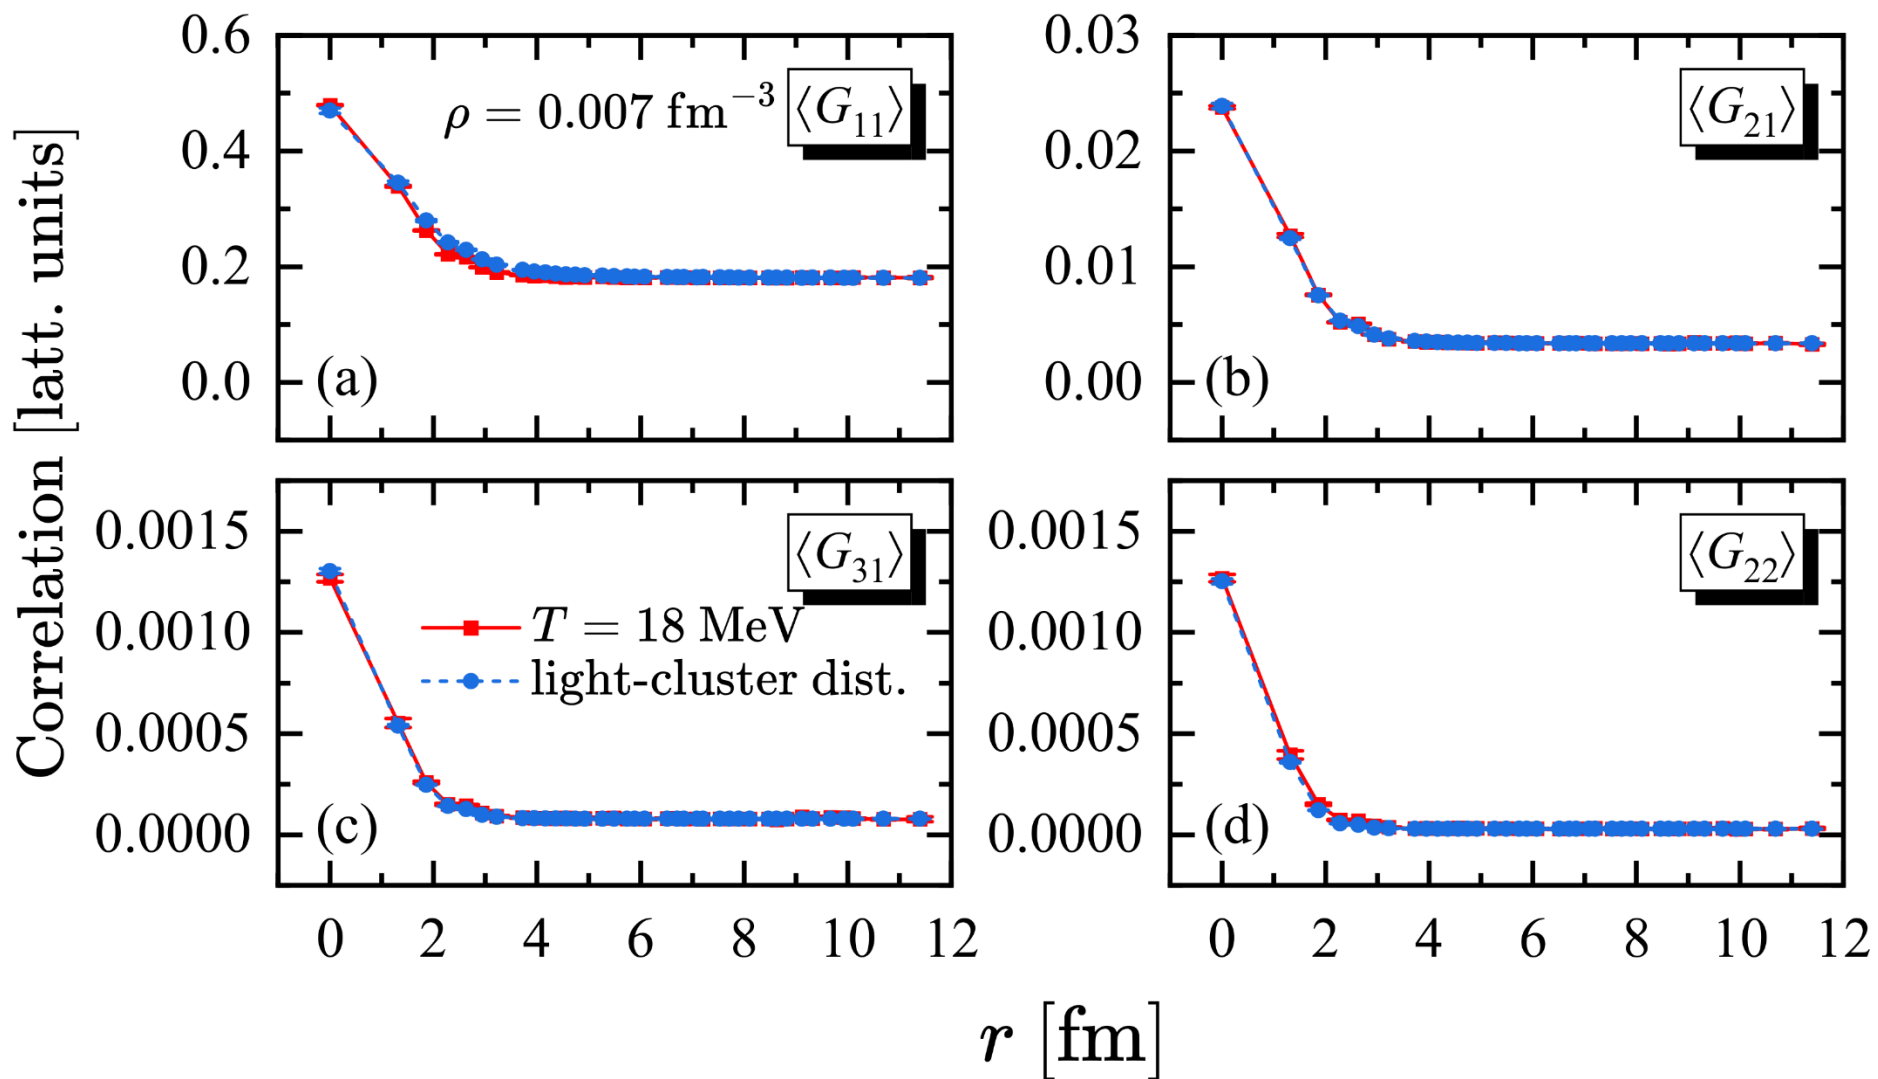 Correlation [latt. units]
0.6
0.4
0.2
0.0
ρ = 0.007 fm⁻³
⟨G₁₁⟩
(a)
0.03
0.02
0.01
0.00
⟨G₂₁⟩
(b)
0.0015
0.0010
0.0005
0.0000
⟨G₃₁⟩
T = 18 MeV
light-cluster dist.
(c)
0 2 4 6 8 10 12
0.0015
0.0010
0.0005
0.0000
⟨G₂₂⟩
(d)
0 2 4 6 8 10 12
r [fm]